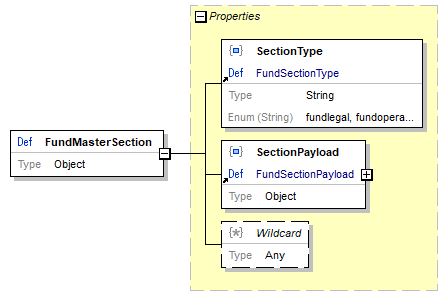 Properties
SectionType
Def FundSectionType
Type String
Enum (String) fundlegal, fundopera...
Def FundMasterSection
Type Object
SectionPayload
Def FundSectionPayload
Type Object
Wildcard
Type Any